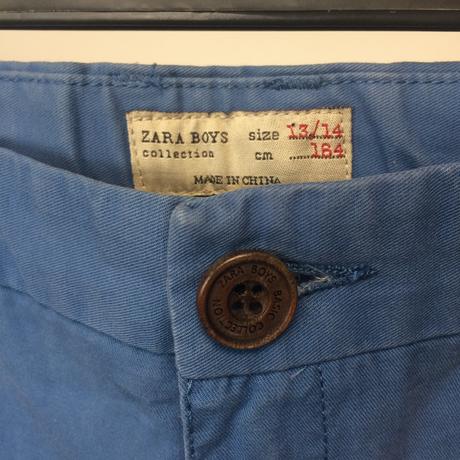 ZARA BOYS size 13/14
collection cm 164
MADE IN CHINA
ZARA BOYS BASIC COLLECTION